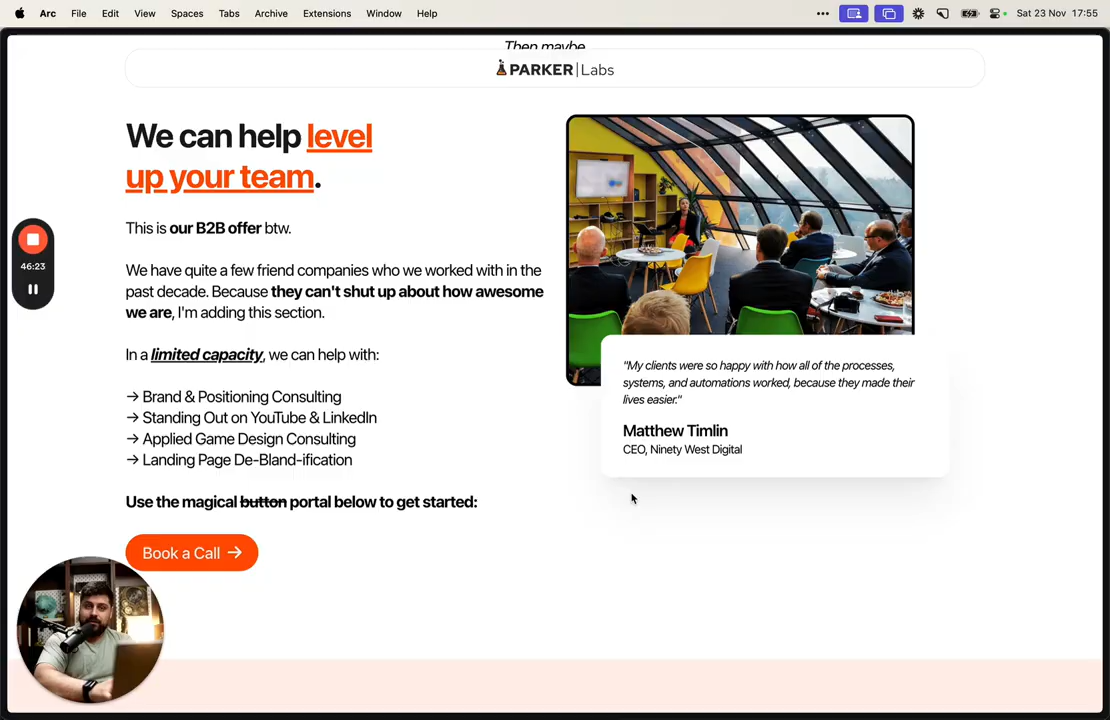 Arc File Edit View Spaces Tabs Archive Extensions Window Help Sat 23 Nov 17:55
Then maybe
PARKER|Labs
We can help level
up your team.
This is our B2B offer btw.
We have quite a few friend companies who we worked with in the
past decade. Because they can't shut up about how awesome
we are, I'm adding this section.
In a limited capacity, we can help with:
→ Brand & Positioning Consulting
→ Standing Out on YouTube & LinkedIn
→ Applied Game Design Consulting
→ Landing Page De-Bland-ification
Use the magical button portal below to get started:
Book a Call →
"My clients were so happy with how all of the processes,
systems, and automations worked, because they made their
lives easier."
Matthew Timlin
CEO, Ninety West Digital
46:23